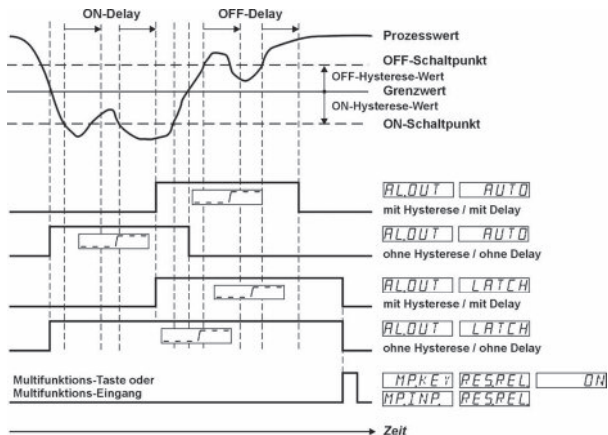 ON-Delay OFF-Delay
Prozesswert
OFF-Schaltpunkt
OFF-Hysterese-Wert
Grenzwert
ON-Hysterese-Wert
ON-Schaltpunkt
AL.OUT AUTO
mit Hysterese / mit Delay
AL.OUT AUTO
ohne Hysterese / ohne Delay
AL.OUT LATCH
mit Hysterese / mit Delay
AL.OUT LATCH
ohne Hysterese / ohne Delay
Multifunktions-Taste oder
Multifunktions-Eingang
MP.KEY RES.REL. ON
MP.INP. RES.REL.
Zeit